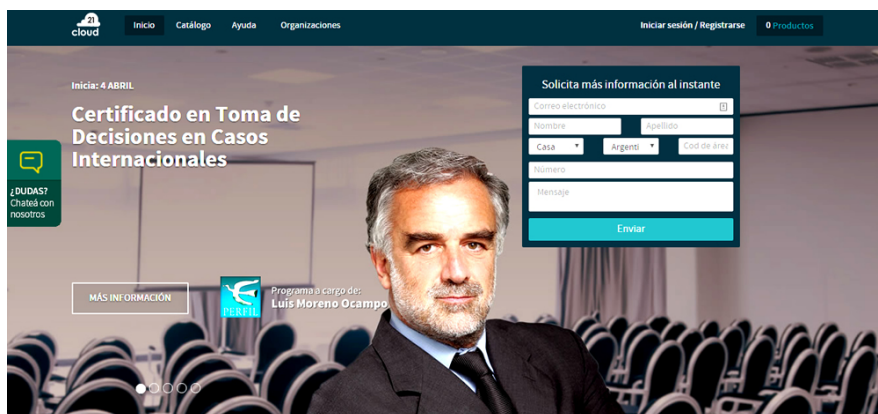 21
cloud
Inicio
Catálogo
Ayuda
Organizaciones
Iniciar sesión / Registrarse
0 Productos
Inicia: 4 ABRIL
Certificado en Toma de
Decisiones en Casos
Internacionales
Solicita más información al instante
Correo electrónico
Nombre
Apellido
Casa
Argenti
Cod de área
Número
Mensaje
Enviar
¿DUDAS?
Chateá con
nosotros
MÁS INFORMACIÓN
PERFIL
Programa a cargo de:
Luis Moreno Ocampo